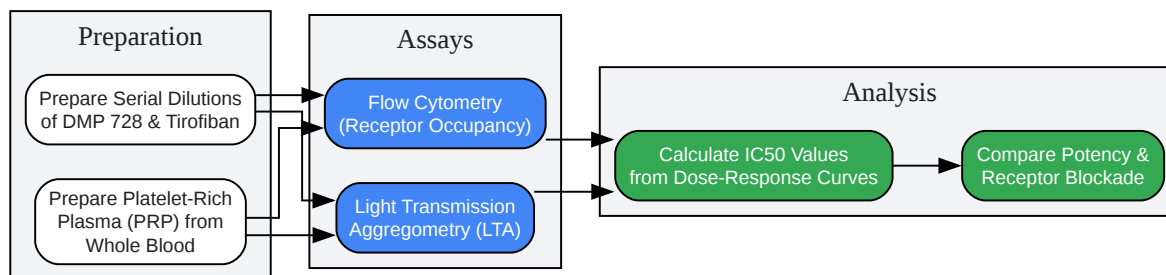 Preparation
Prepare Serial Dilutions
of DMP 728 & Tirofiban
Prepare Platelet-Rich
Plasma (PRP) from
Whole Blood
Assays
Flow Cytometry
(Receptor Occupancy)
Light Transmission
Aggregometry (LTA)
Analysis
Calculate IC50 Values
from Dose-Response Curves
Compare Potency &
Receptor Blockade